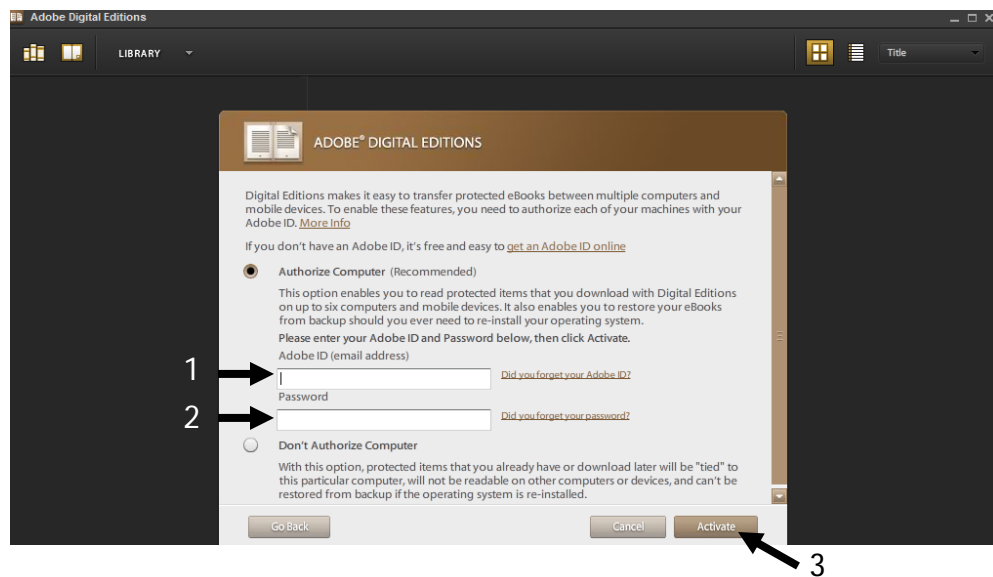 Adobe Digital Editions
LIBRARY
Title
ADOBE® DIGITAL EDITIONS
Digital Editions makes it easy to transfer protected eBooks between multiple computers and
mobile devices. To enable these features, you need to authorize each of your machines with your
Adobe ID. More Info
If you don't have an Adobe ID, it's free and easy to get an Adobe ID online
Authorize Computer (Recommended)
This option enables you to read protected items that you download with Digital Editions
on up to six computers and mobile devices. It also enables you to restore your eBooks
from backup should you ever need to re-install your operating system.
Please enter your Adobe ID and Password below, then click Activate.
Adobe ID (email address)
1
Did you forget your Adobe ID?
Password
2
Did you forget your password?
Don't Authorize Computer
With this option, protected items that you already have or download later will be "tied" to
this particular computer, will not be readable on other computers or devices, and can't be
restored from backup if the operating system is re-installed.
Go Back
Cancel
Activate
3